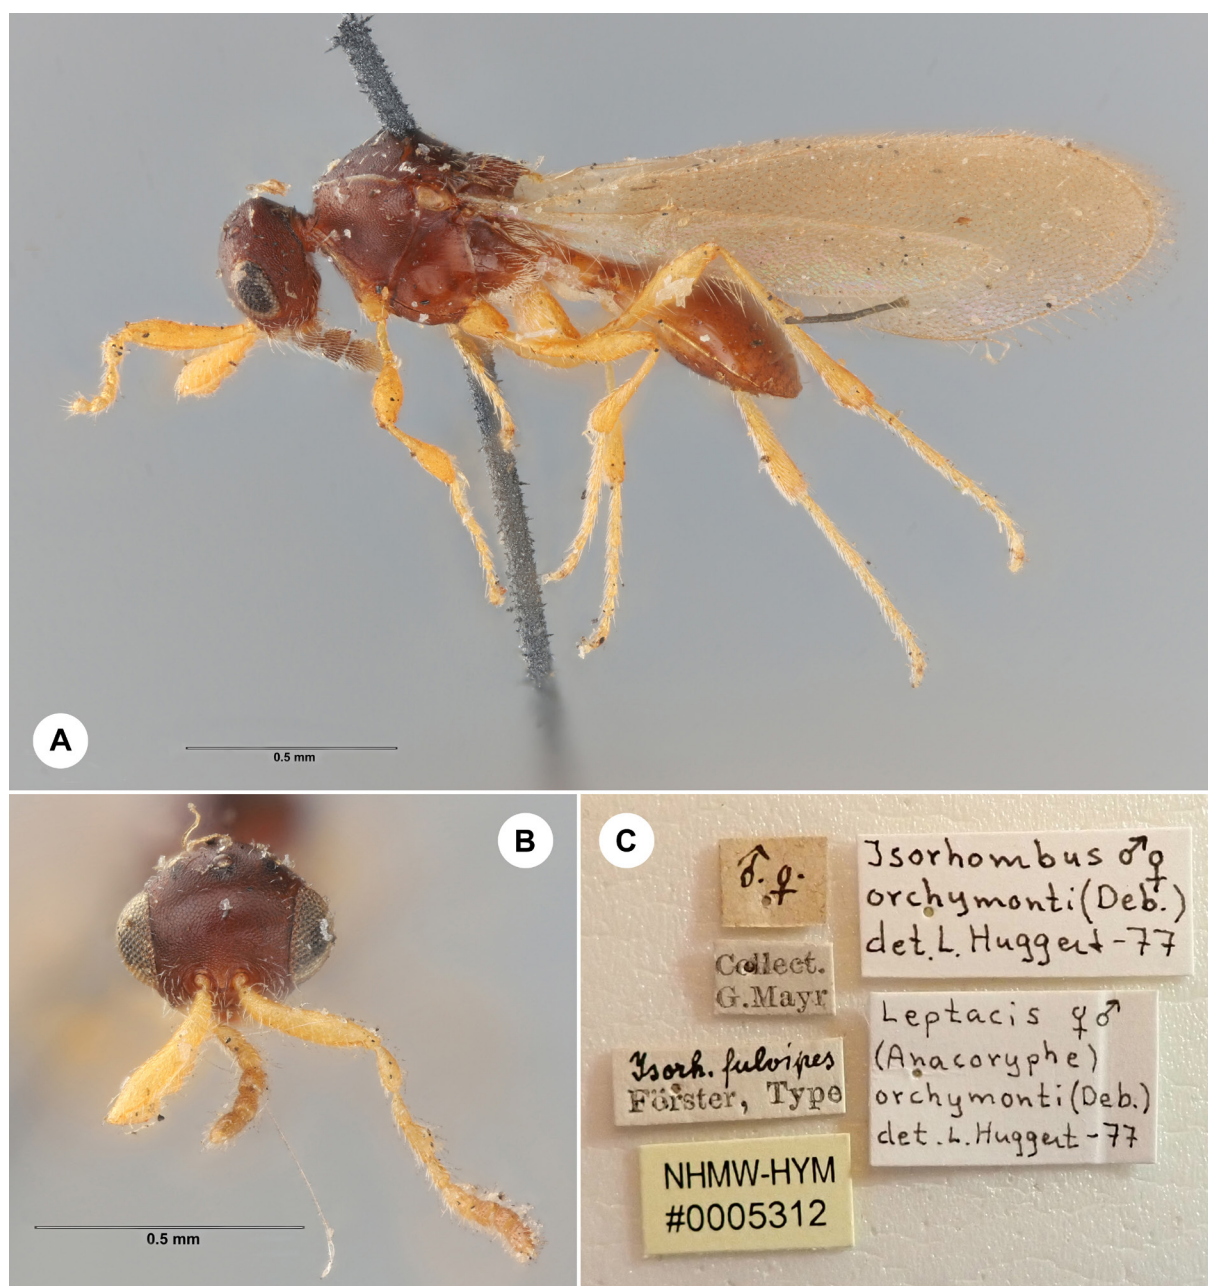 A
0.5 mm
B
0.5 mm
C
♂. ♀.
Collect.
G. Mayr
Isorh. fulvipes
Förster, Type
NHMW-HYM
#0005312
Isorhombus ♂♀
orchymonti (Deb.)
det. L. Huggert -77
Leptacis ♀♂
(Anacoryphe)
orchymonti (Deb.)
det. L. Huggert -77